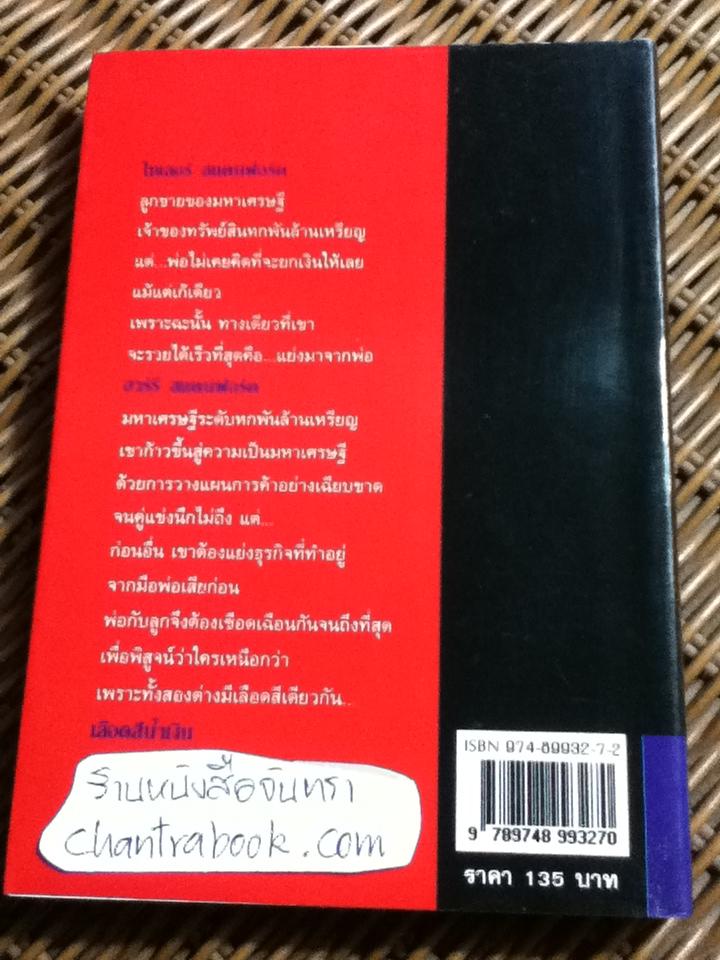 ไทเลอร์ สแตนฟอร์ด
ลูกชายของมหาเศรษฐี
เจ้าของทรัพย์สินหกพันล้านเหรียญ
แต่...พ่อไม่เคยคิดที่จะยกเงินให้เลย
แม้แต่เก๊เดียว
เพราะฉะนั้น ทางเดียวที่เขา
จะรวยได้เร็วที่สุดคือ...แย่งมาจากพ่อ
ฮาร์รี สแตนฟอร์ด
มหาเศรษฐีระดับหกพันล้านเหรียญ
เขาก้าวขึ้นสู่ความเป็นมหาเศรษฐี
ด้วยการวางแผนการค้าอย่างเฉียบขาด
จนคู่แข่งนึกไม่ถึง แต่...
ก่อนอื่น เขาต้องแย่งธุรกิจที่ทำอยู่
จากมือพ่อเสียก่อน
พ่อกับลูกจึงต้องเชือดเฉือนกันจนถึงที่สุด
เพื่อพิสูจน์ว่าใครเหนือกว่า
เพราะทั้งสองต่างมีเลือดสีเดียวกัน...
เลือดสีน้ำเงิน
ร้านหนังสือจันทรา
chantrabook.com
ISBN 974-89932-7-2
9 789748 993270
ราคา 135 บาท